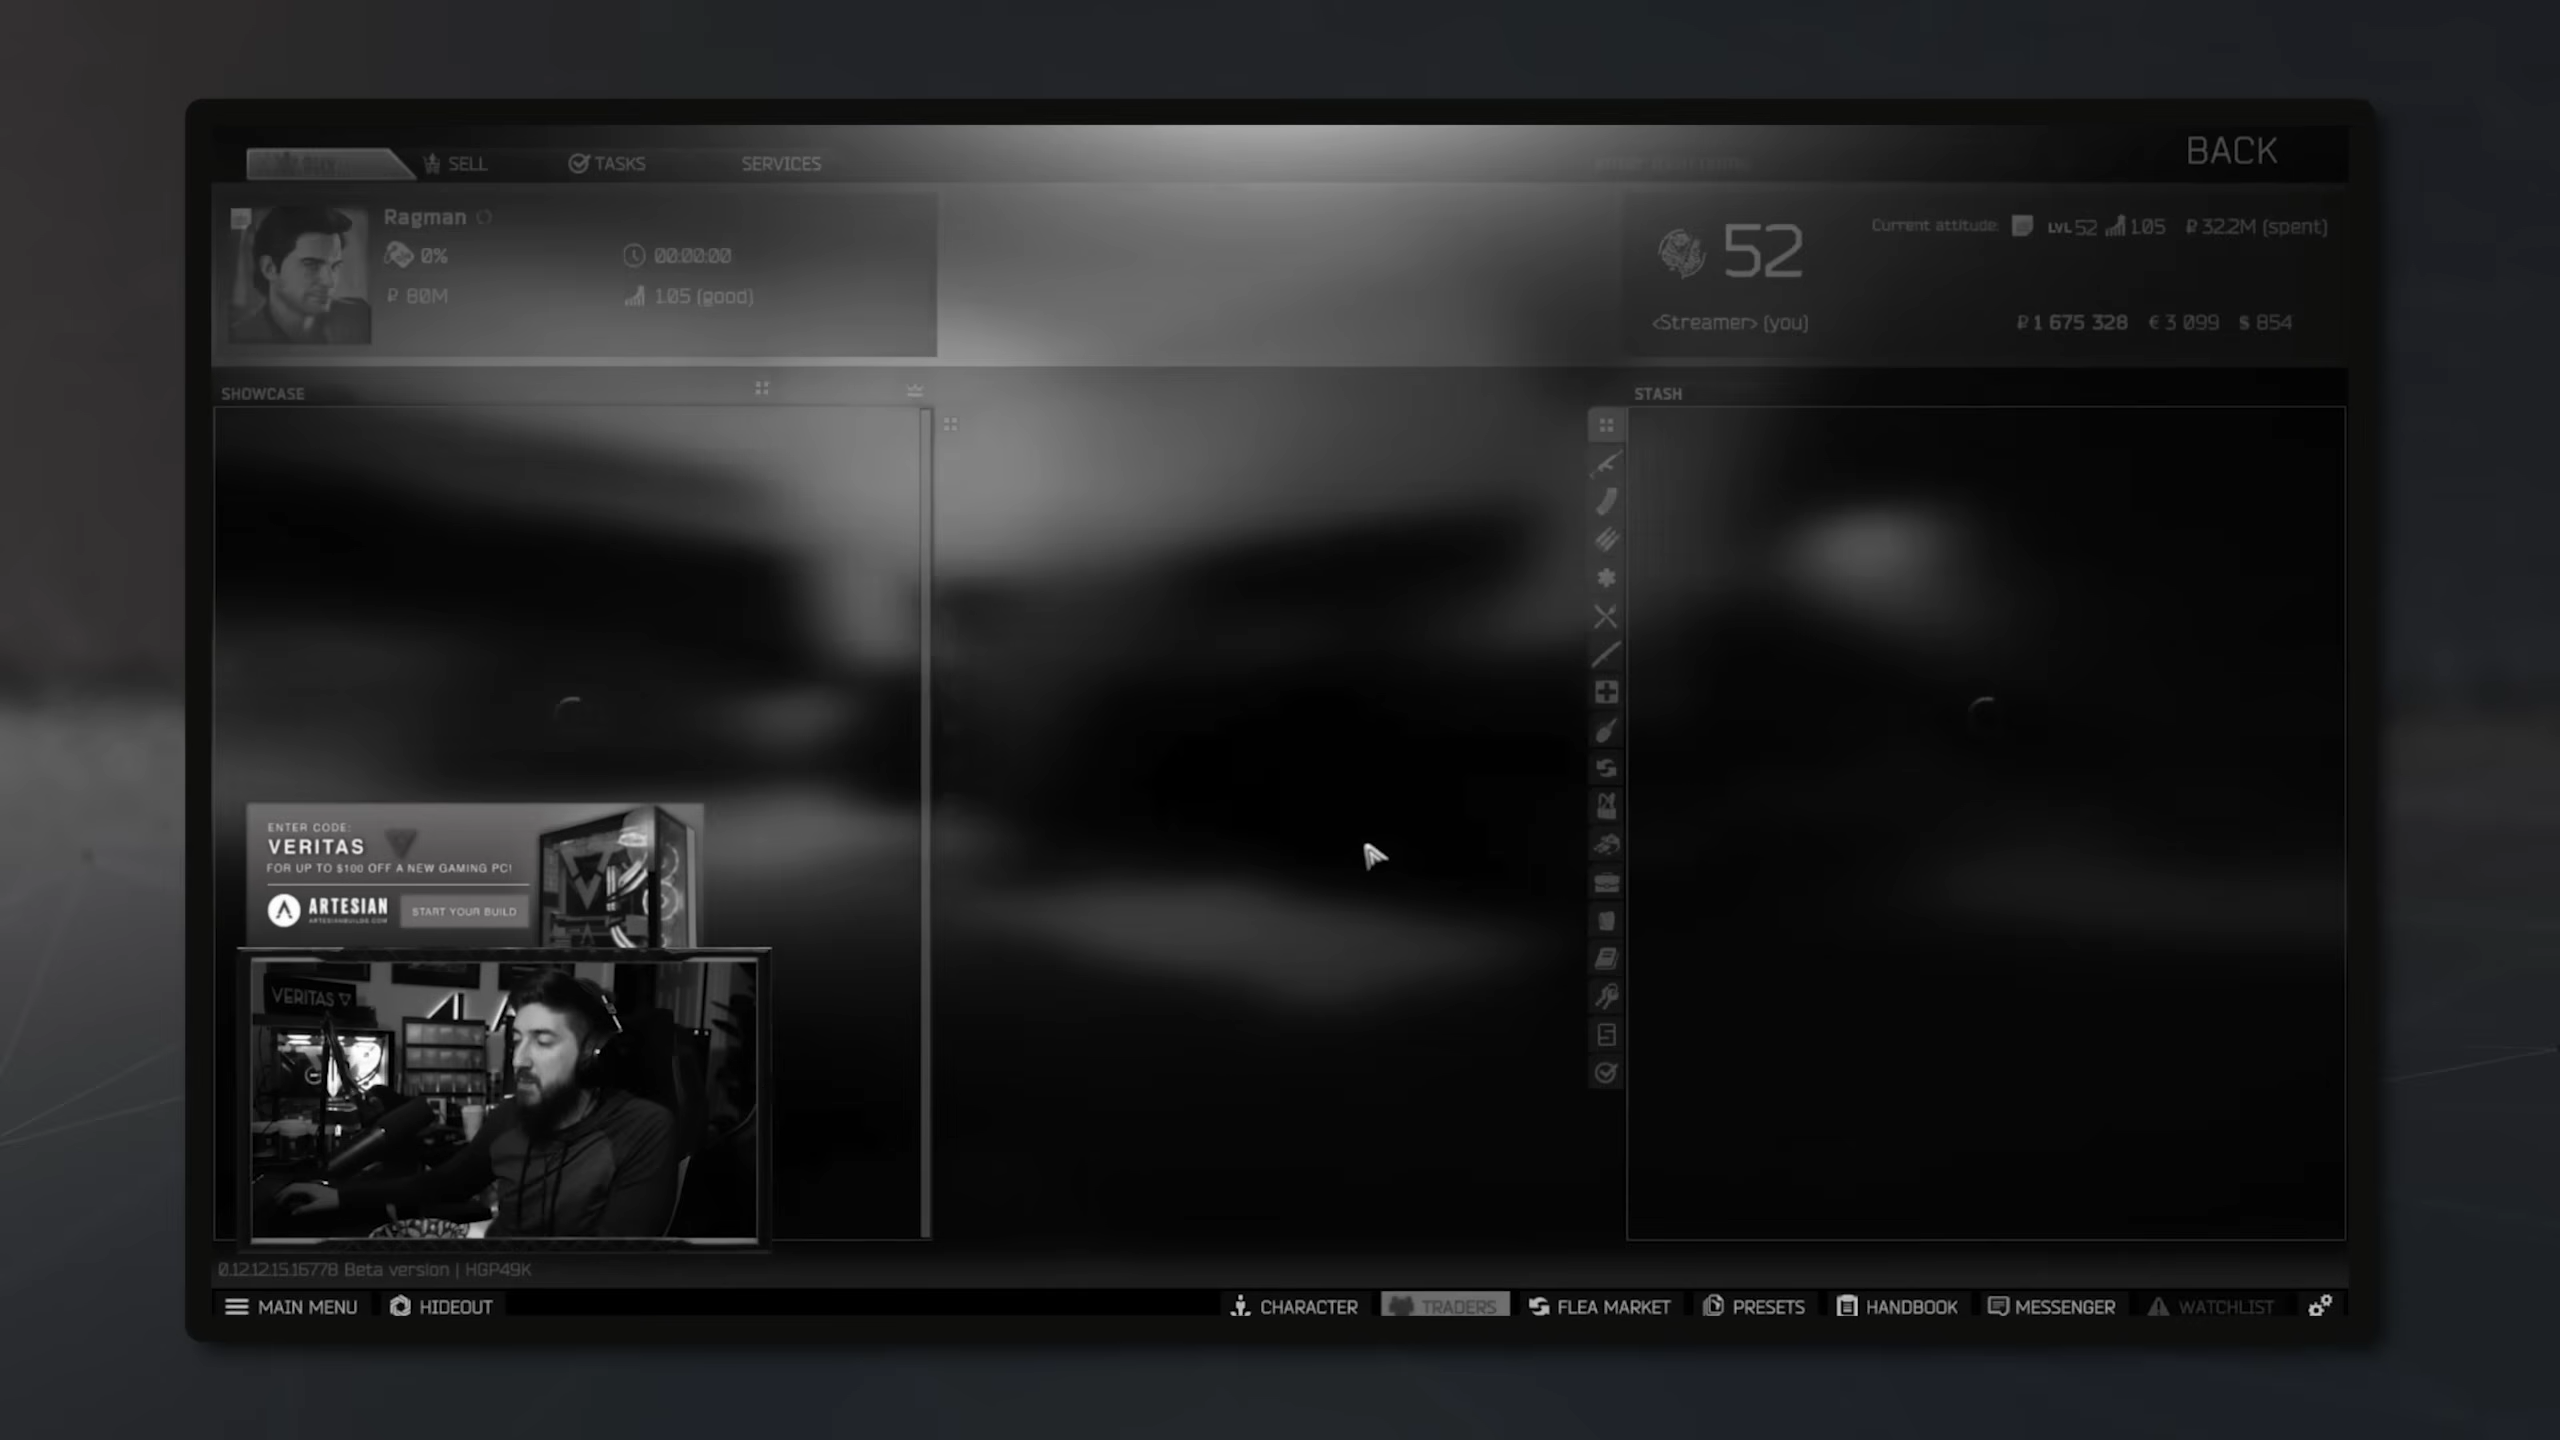 SELL
TASKS
SERVICES
BACK
Ragman
0%
00:00:00
₽ 80M
1.05 (good)
52
Current attitude:
LVL 52
1.05
₽ 32.2M (spent)
<Streamer> (you)
₽ 1 675 328
€ 3 099
$ 854
SHOWCASE
STASH
ENTER CODE:
VERITAS
FOR UP TO $100 OFF A NEW GAMING PC!
ARTESIAN
ARTESIANBUILDS.COM
START YOUR BUILD
VERITAS
0.12.12.15.16778 Beta version | HGP49K
MAIN MENU
HIDEOUT
CHARACTER
TRADERS
FLEA MARKET
PRESETS
HANDBOOK
MESSENGER
WATCHLIST